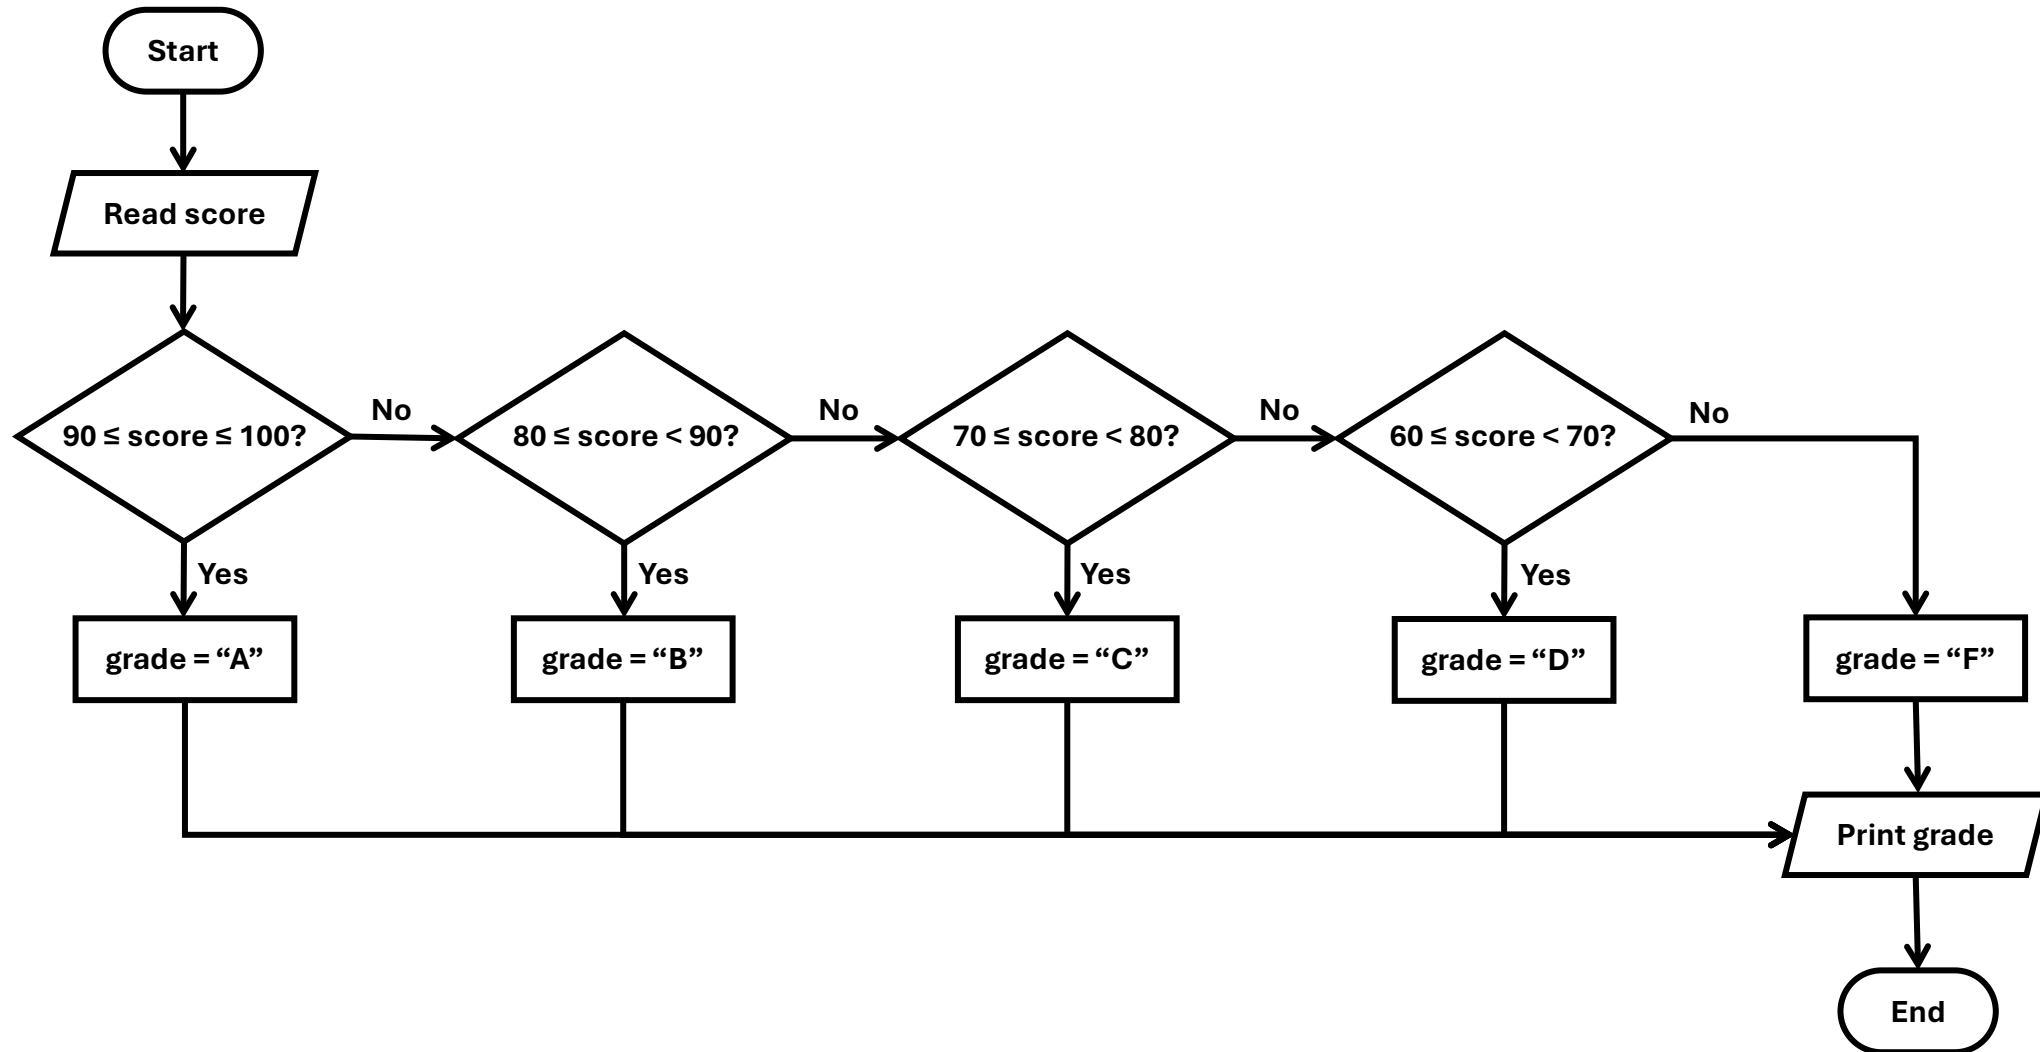 Start
Read score
90 ≤ score ≤ 100?
No
80 ≤ score < 90?
No
70 ≤ score < 80?
No
60 ≤ score < 70?
No
Yes
Yes
Yes
Yes
grade = “A”
grade = “B”
grade = “C”
grade = “D”
grade = “F”
Print grade
End